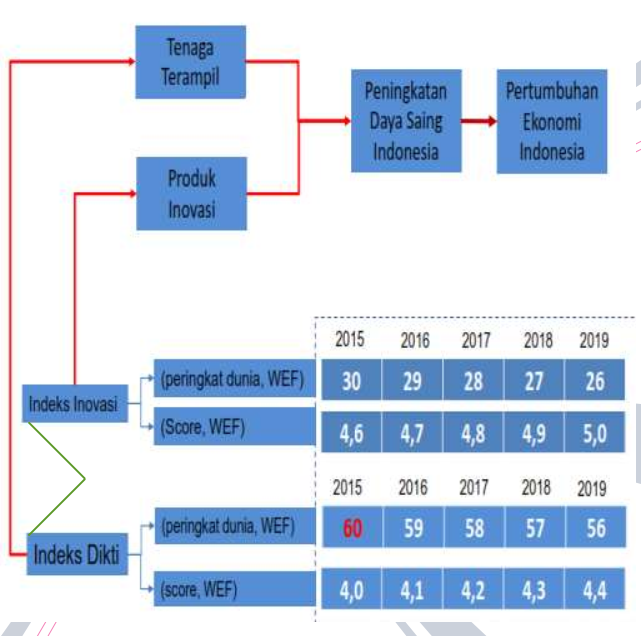 Tenaga
Terampil
Peningkatan
Daya Saing
Indonesia
Pertumbuhan
Ekonomi
Indonesia
Produk
Inovasi
2015 2016 2017 2018 2019
Indeks Inovasi
(peringkat dunia, WEF) 30 29 28 27 26
(Score, WEF) 4,6 4,7 4,8 4,9 5,0
2015 2016 2017 2018 2019
Indeks Dikti
(peringkat dunia, WEF) 60 59 58 57 56
(score, WEF) 4,0 4,1 4,2 4,3 4,4